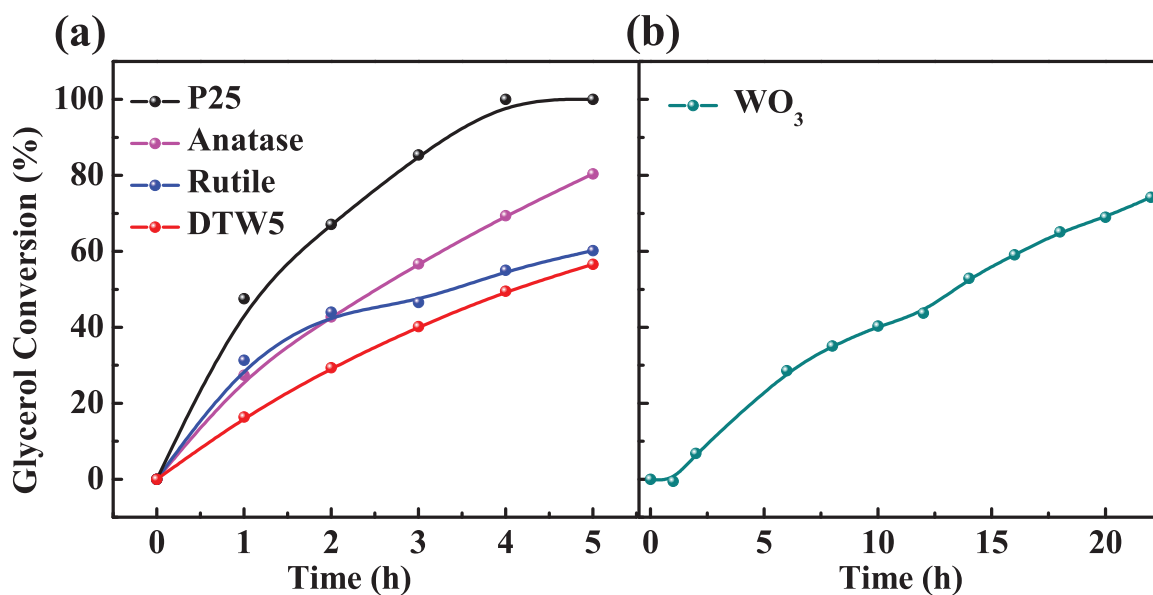 (a)
(b)
Glycerol Conversion (%)
100
80
60
40
20
0
P25
Anatase
Rutile
DTW5
WO₃
0 1 2 3 4 5
Time (h)
0 5 10 15 20
Time (h)